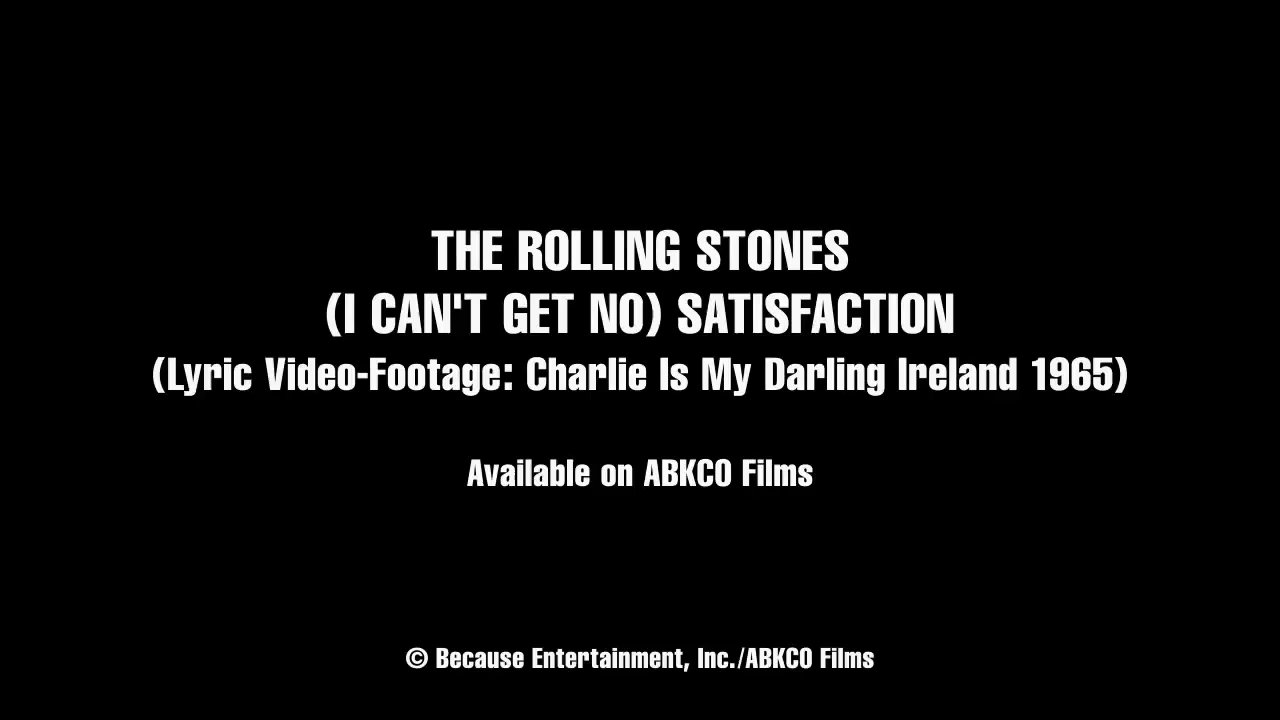 THE ROLLING STONES
(I CAN'T GET NO) SATISFACTION
(Lyric Video-Footage: Charlie Is My Darling Ireland 1965)
Available on ABKCO Films
© Because Entertainment, Inc./ABKCO Films